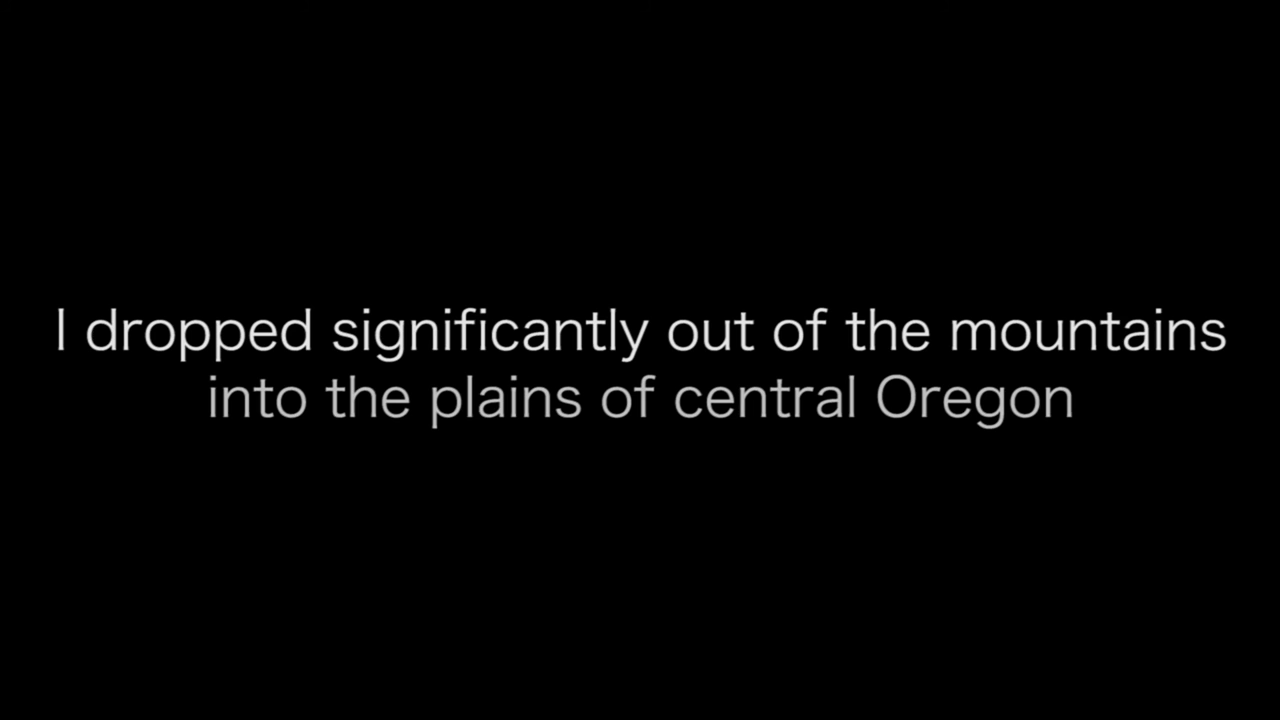 I dropped significantly out of the mountains
into the plains of central Oregon